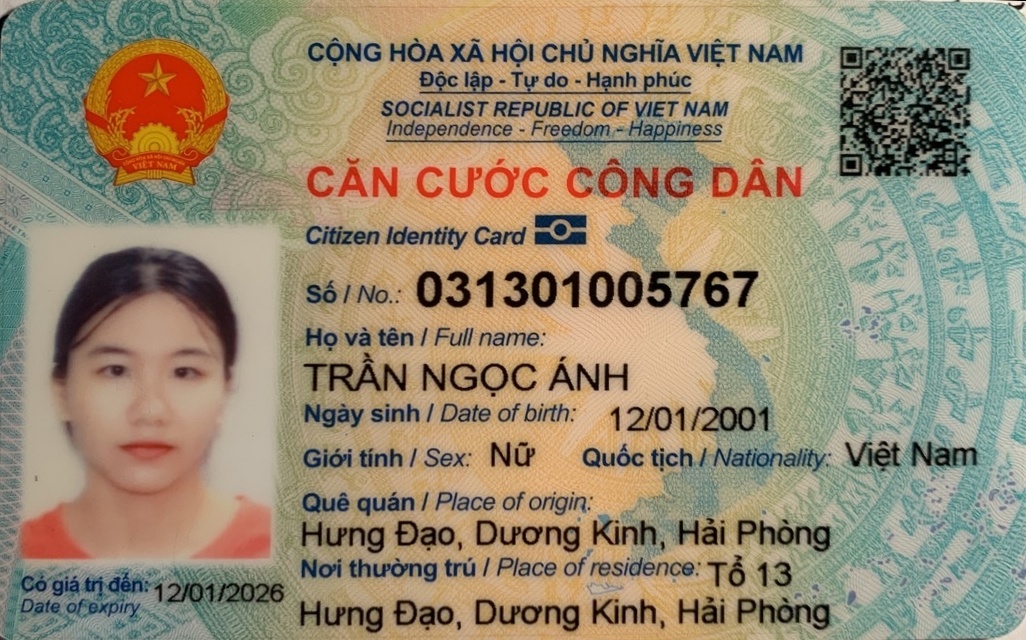 CỘNG HÒA XÃ HỘI CHỦ NGHĨA VIỆT NAM
Độc lập - Tự do - Hạnh phúc
SOCIALIST REPUBLIC OF VIET NAM
Independence - Freedom - Happiness
CĂN CƯỚC CÔNG DÂN
Citizen Identity Card
Số / No.: 031301005767
Họ và tên / Full name:
TRẦN NGỌC ÁNH
Ngày sinh / Date of birth: 12/01/2001
Giới tính / Sex: Nữ Quốc tịch / Nationality: Việt Nam
Quê quán / Place of origin:
Hưng Đạo, Dương Kinh, Hải Phòng
Nơi thường trú / Place of residence: Tổ 13
Hưng Đạo, Dương Kinh, Hải Phòng
Có giá trị đến: 12/01/2026
Date of expiry
VIỆT NAM